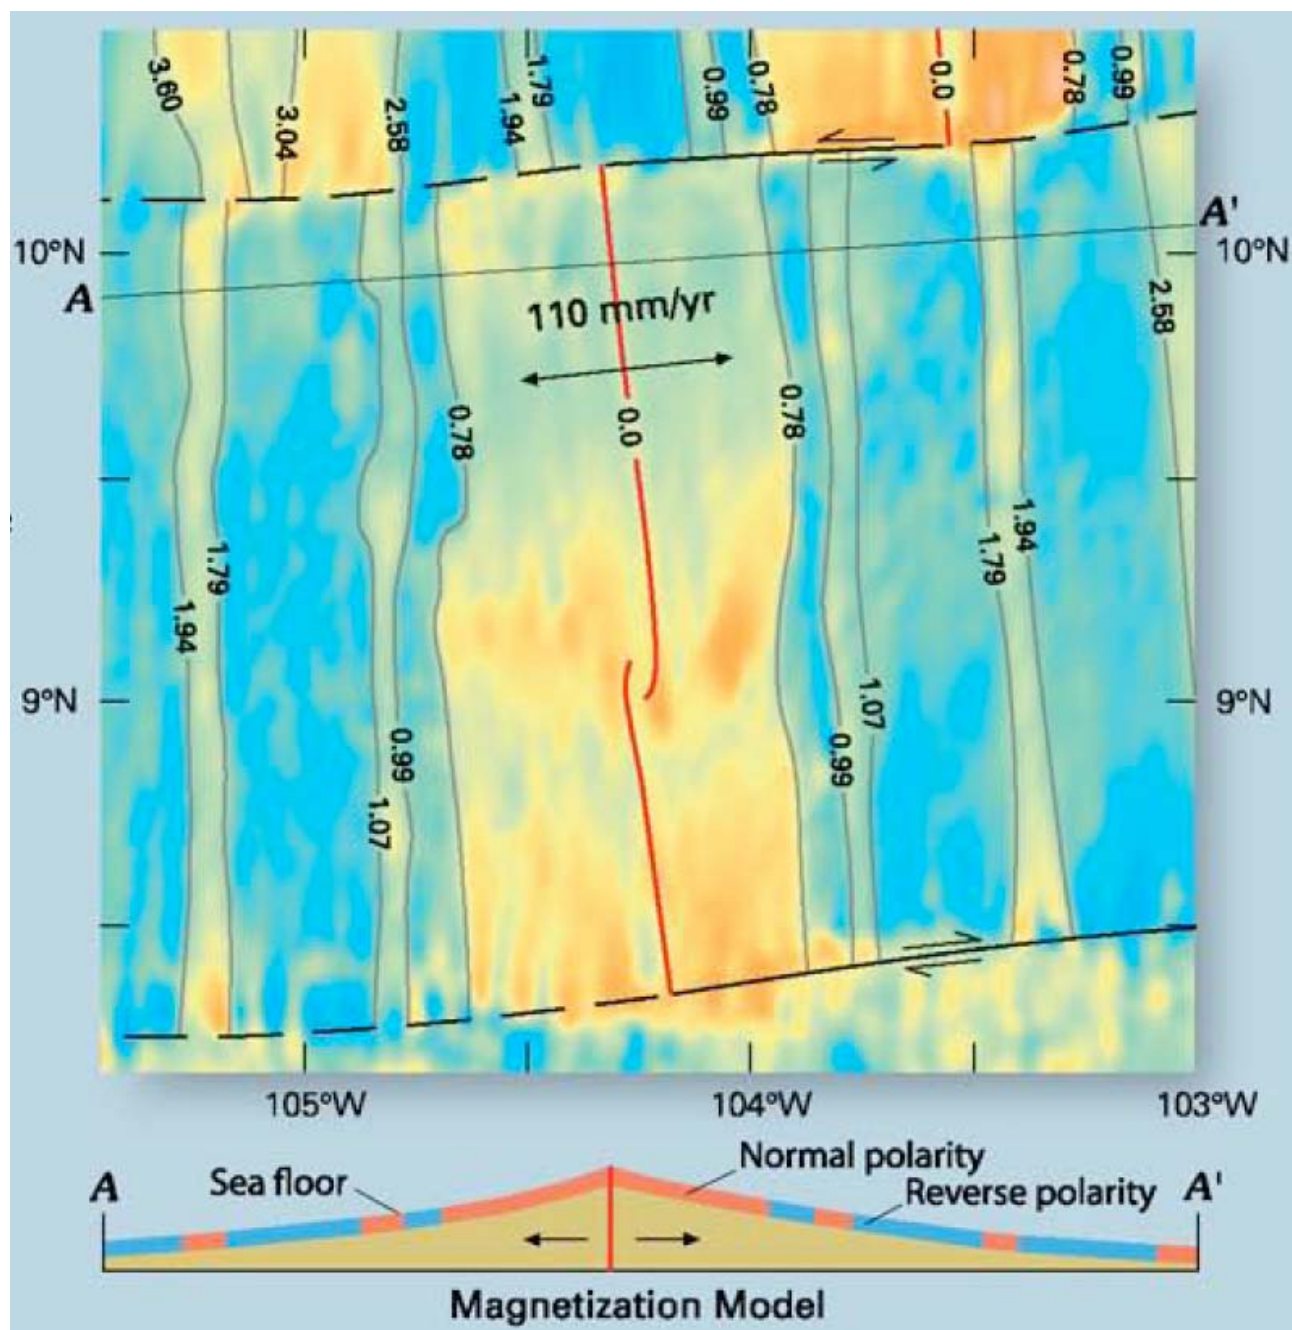 3.60
3.04
2.58
1.94
1.79
0.99
0.78
0.0
0.78
0.99
10°N
A
A'
10°N
110 mm/yr
2.58
0.78
0.0
0.78
1.94
1.79
1.79
1.94
9°N
1.07
0.99
0.99
1.07
9°N
105°W
104°W
103°W
A
Sea floor
Normal polarity
Reverse polarity
A'
Magnetization Model